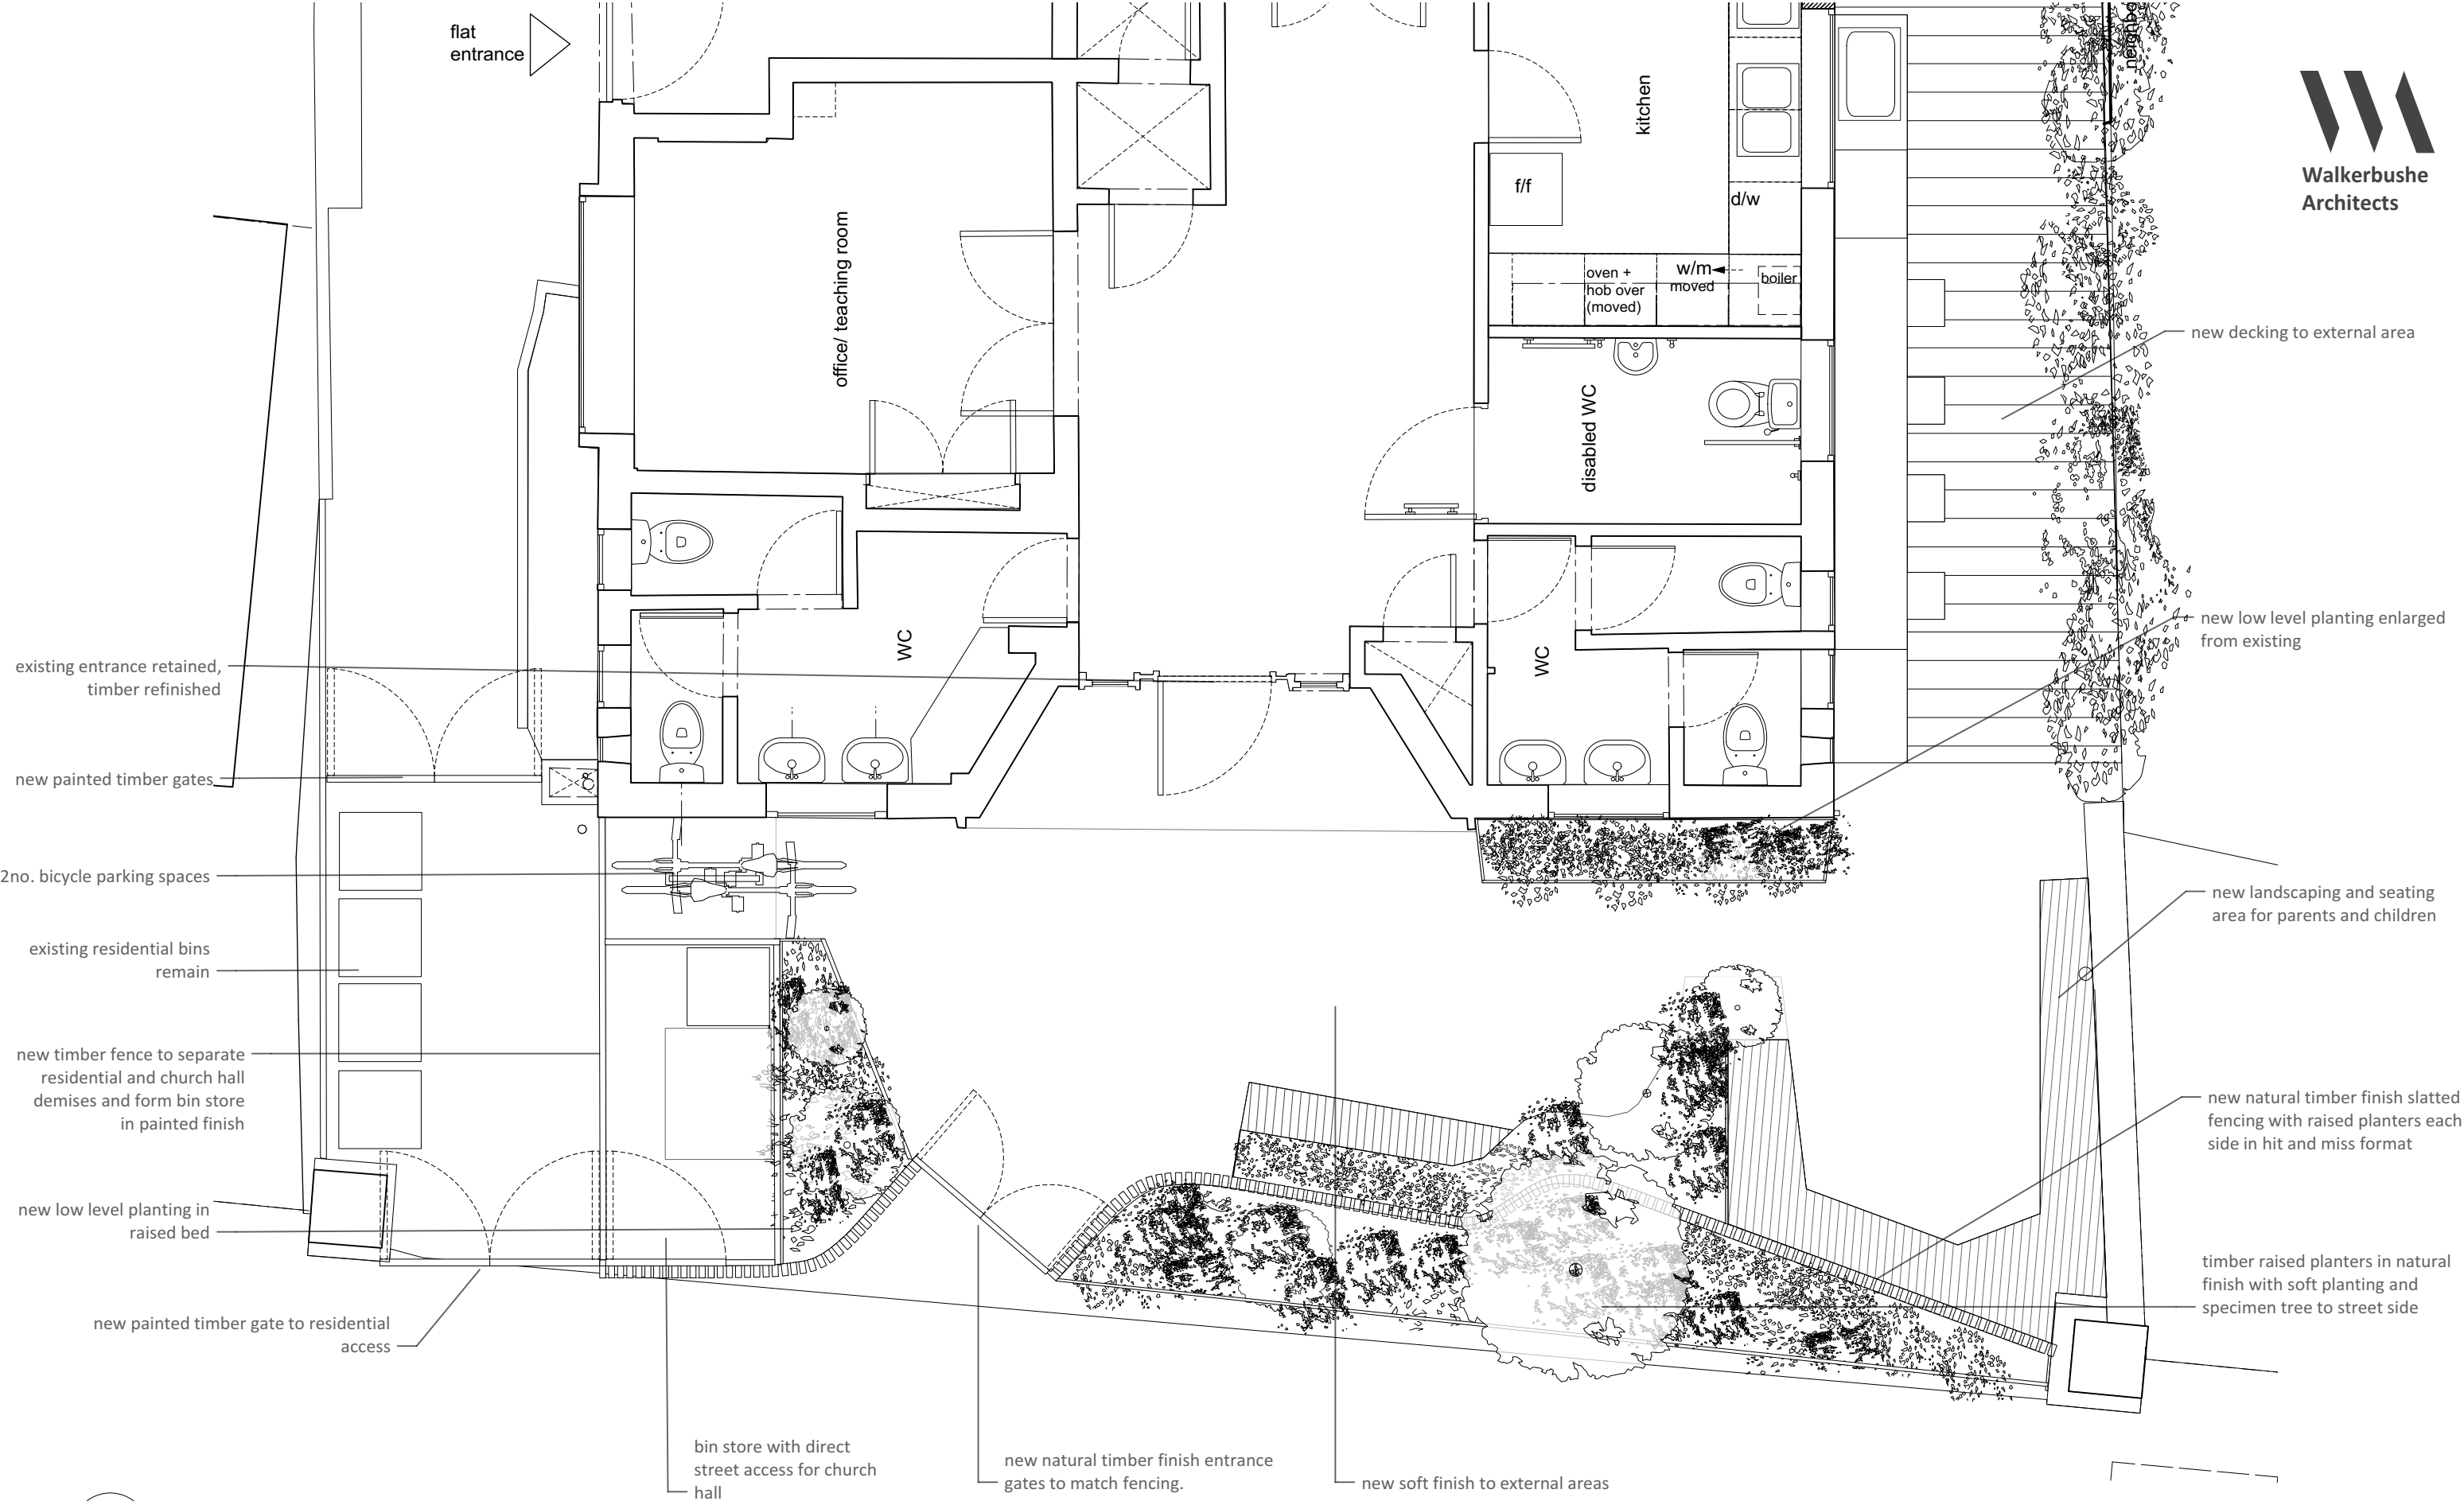 flat
entrance
neighbo
Walkerbushe
Architects
kitchen
f/f
d/w
office/ teaching room
oven +
hob over
(moved)
w/m
moved
boiler
new decking to external area
disabled WC
new low level planting enlarged
from existing
WC
WC
existing entrance retained,
timber refinished
new painted timber gates
2no. bicycle parking spaces
new landscaping and seating
area for parents and children
existing residential bins
remain
new timber fence to separate
residential and church hall
demises and form bin store
in painted finish
new natural timber finish slatted
fencing with raised planters each
side in hit and miss format
new low level planting in
raised bed
timber raised planters in natural
finish with soft planting and
specimen tree to street side
new painted timber gate to residential
access
bin store with direct
street access for church
hall
new natural timber finish entrance
gates to match fencing.
new soft finish to external areas